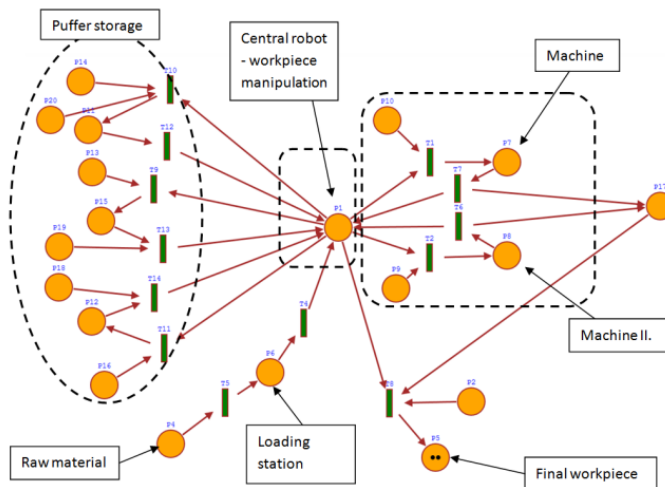 Puffer storage
Central robot
- workpiece
manipulation
Machine
P14
T10
P20
P11
T12
P10
T1
P7
P13
T9
T7
P15
P1
P17
T6
P19
T13
T2
P8
P18
T14
P9
P12
T11
T4
Machine II.
P16
P6
T5
T8
P2
P4
P5
Raw material
Loading
station
Final workpiece